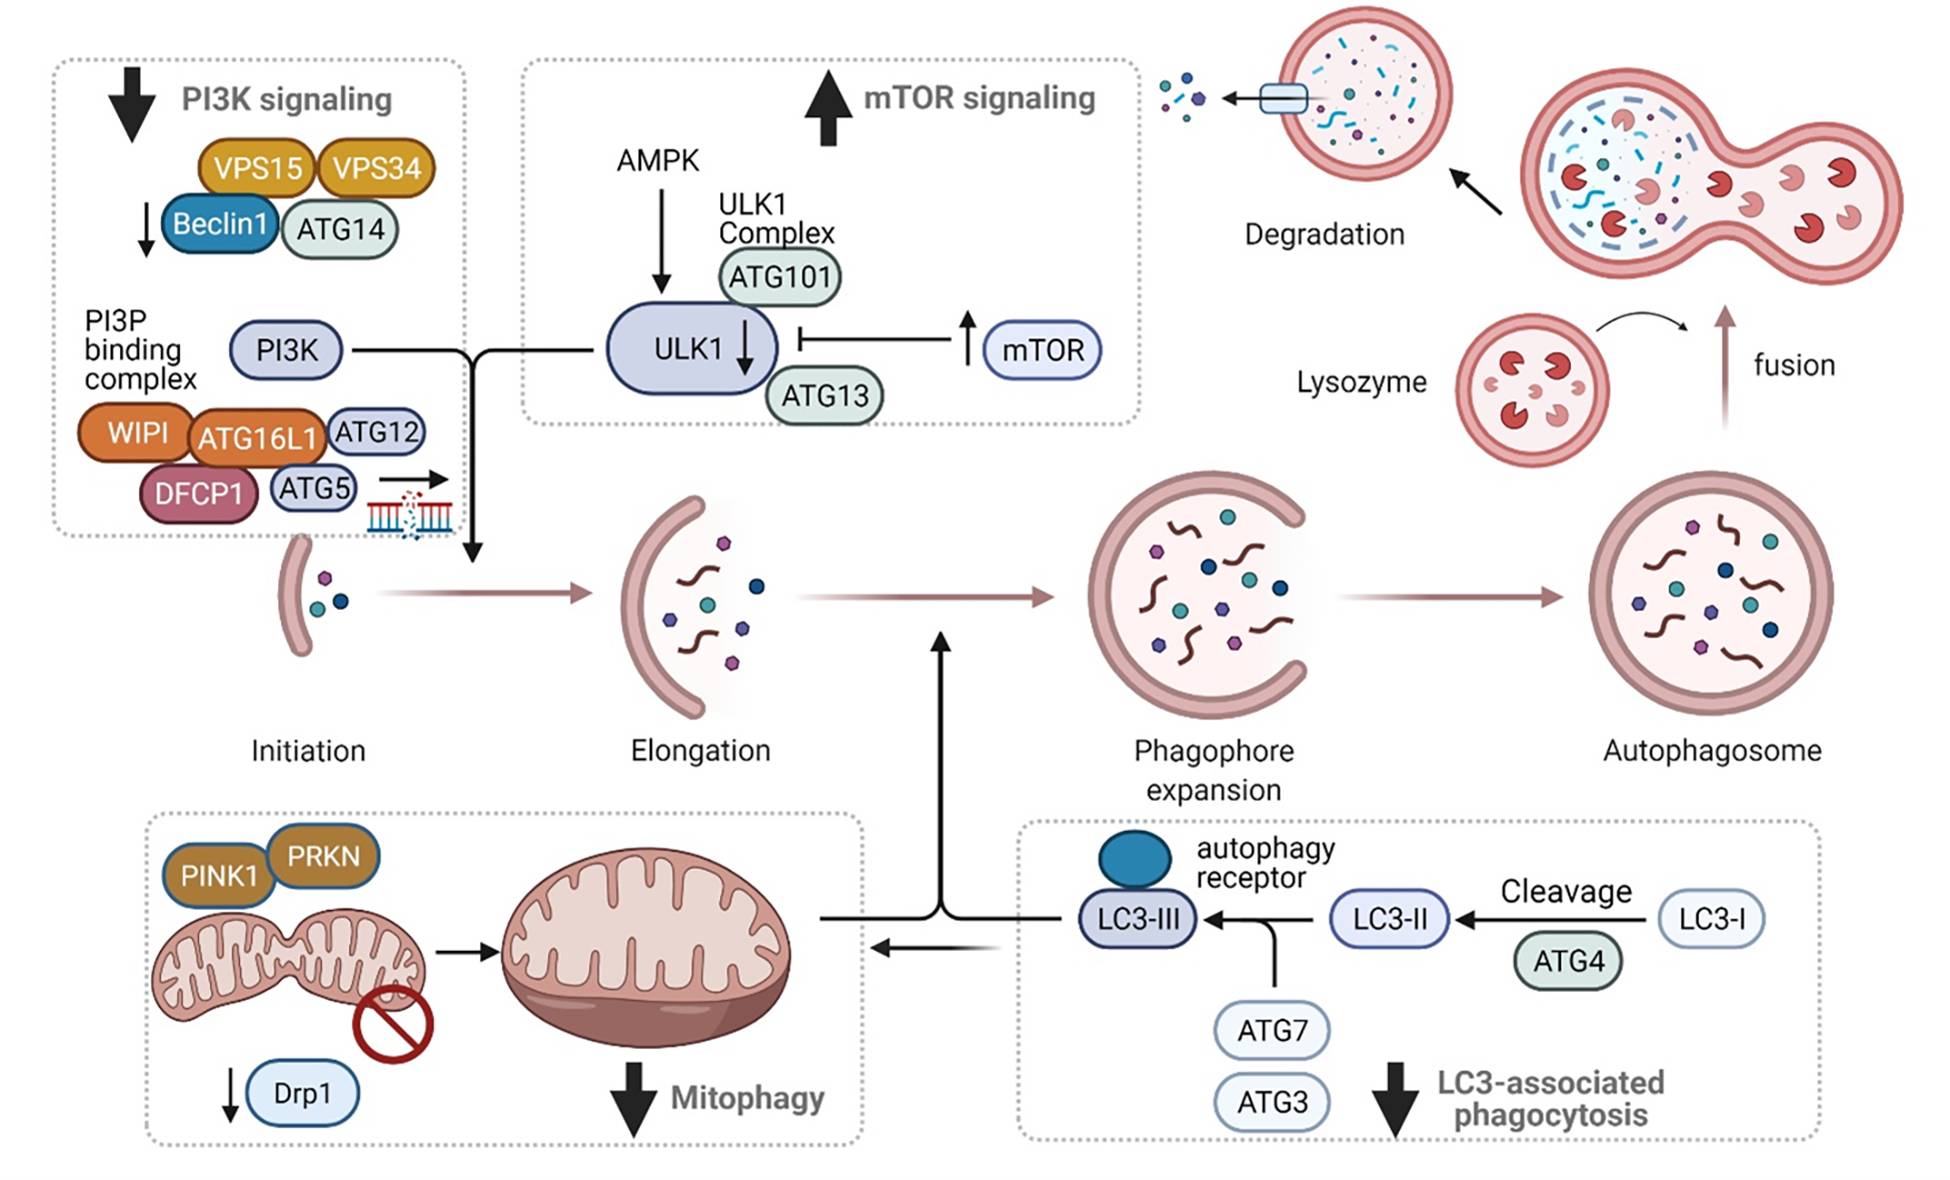 PI3K signaling
VPS15
VPS34
Beclin1
ATG14
PI3P
binding
complex
PI3K
WIPI
ATG16L1
ATG12
DFCP1
ATG5
mTOR signaling
AMPK
ULK1
Complex
ATG101
ULK1
mTOR
ATG13
Degradation
Lysozyme
fusion
Initiation
Elongation
Phagophore
expansion
Autophagosome
PINK1
PRKN
Drp1
Mitophagy
autophagy
receptor
LC3-III
LC3-II
Cleavage
LC3-I
ATG4
ATG7
ATG3
LC3-associated
phagocytosis